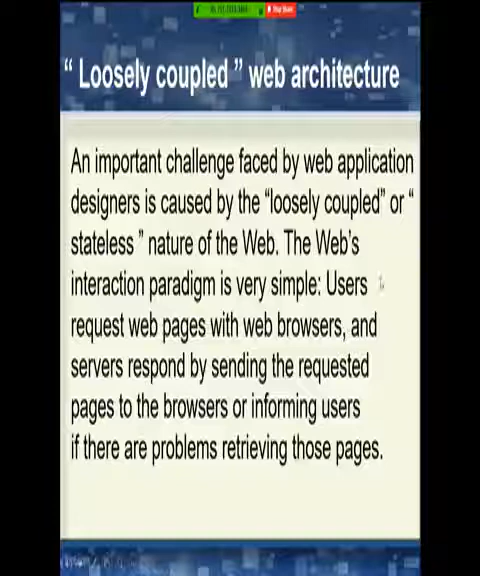 Stop Share
“ Loosely coupled ” web architecture
An important challenge faced by web application
designers is caused by the “loosely coupled” or “
stateless ” nature of the Web. The Web’s
interaction paradigm is very simple: Users
request web pages with web browsers, and
servers respond by sending the requested
pages to the browsers or informing users
if there are problems retrieving those pages.